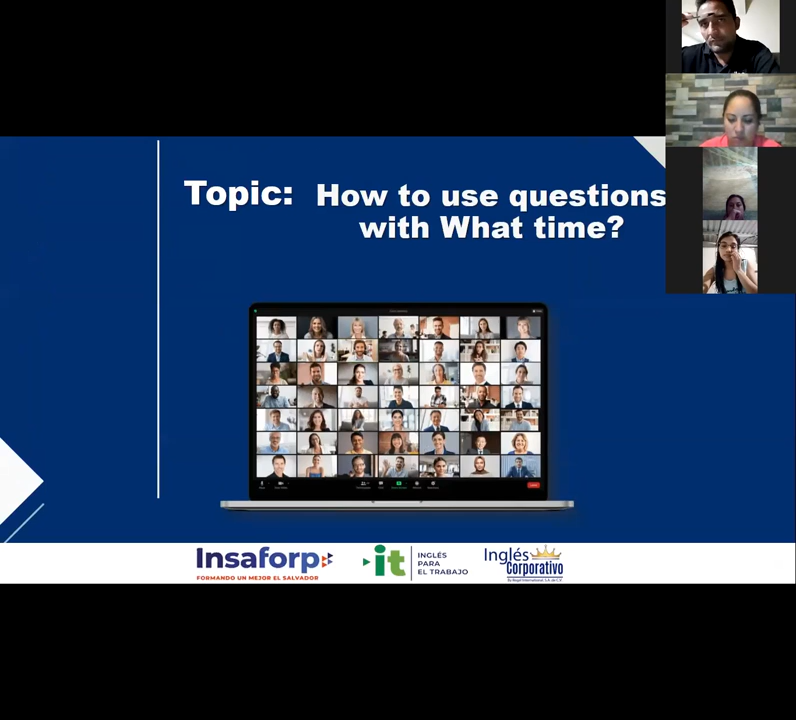 Topic: How to use questions
with What time?
Insaforp
FORMANDO UN MEJOR EL SALVADOR
it
INGLÉS
PARA
EL TRABAJO
Inglés
Corporativo